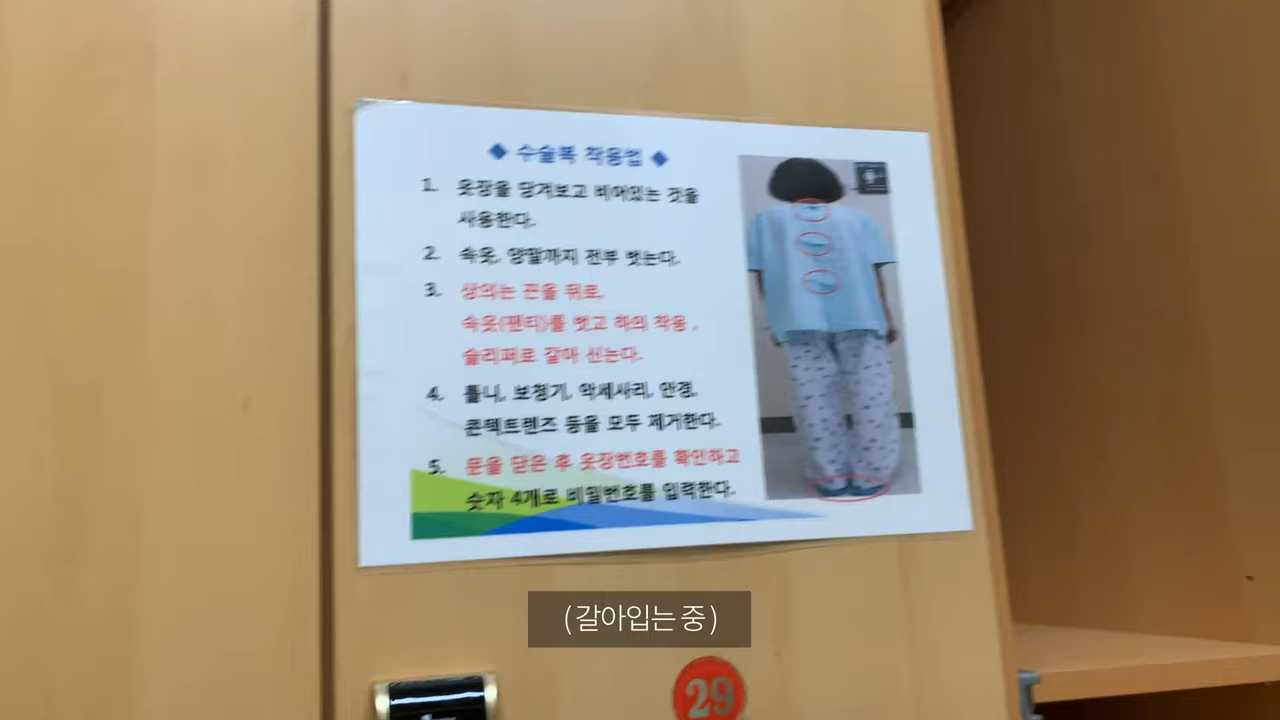 ◆ 수술복 착용법 ◆
1. 옷장을 당겨보고 비어있는 것을
사용한다.
2. 속옷, 양말까지 전부 벗는다.
3. 상의는 끈을 뒤로,
속옷(팬티)를 벗고 하의 착용,
슬리퍼로 갈아 신는다.
4. 틀니, 보청기, 악세사리, 안경,
콘텍트렌즈 등을 모두 제거한다.
5. 문을 닫은 후 옷장번호를 확인하고
숫자 4개로 비밀번호를 입력한다.
(갈아입는 중)
29